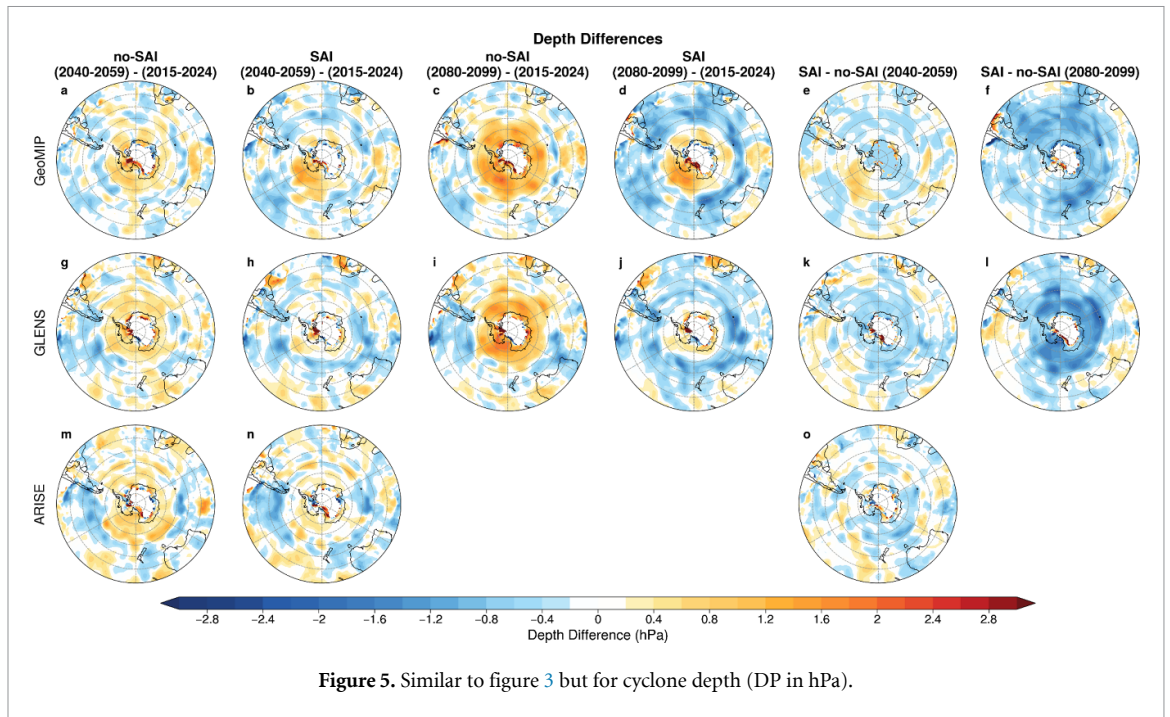 Depth Differences
no-SAI
(2040-2059) - (2015-2024)
SAI
(2040-2059) - (2015-2024)
no-SAI
(2080-2099) - (2015-2024)
SAI
(2080-2099) - (2015-2024)
SAI - no-SAI (2040-2059)
SAI - no-SAI (2080-2099)
a
b
c
d
e
f
GeoMIP
g
h
i
j
k
l
GLENS
m
n
o
ARISE
−2.8 −2.4 −2 −1.6 −1.2 −0.8 −0.4 0.4 0.8 1.2 1.6 2 2.4 2.8
Depth Difference (hPa)
Figure 5. Similar to figure 3 but for cyclone depth (DP in hPa).